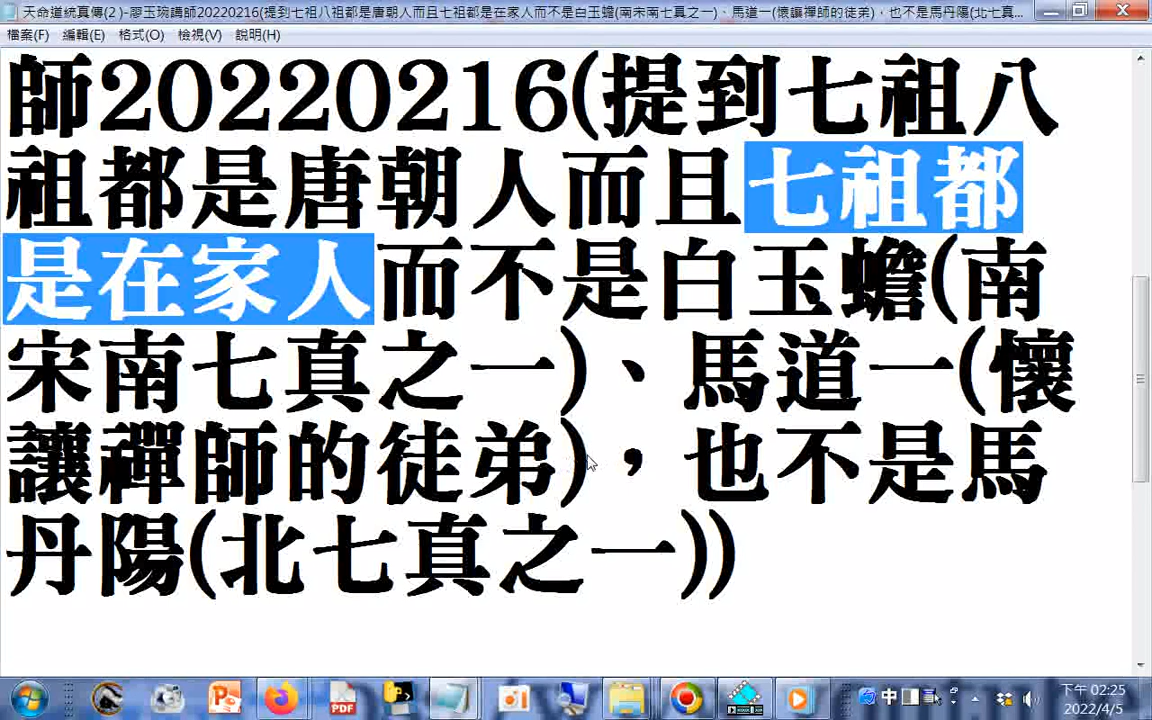 天命道統真傳(2)-廖玉琬講師20220216(提到七祖八祖都是唐朝人而且七祖都是在家人而不是白玉蟾(南宋南七真之一)、馬道一(懷讓禪師的徒弟)，也不是馬丹陽(北七真...
檔案(F) 編輯(E) 格式(O) 檢視(V) 說明(H)
師20220216(提到七祖八
祖都是唐朝人而且七祖都
是在家人而不是白玉蟾(南
宋南七真之一)、馬道一(懷
讓禪師的徒弟)，也不是馬
丹陽(北七真之一))
中
下午 02:25
2022/4/5